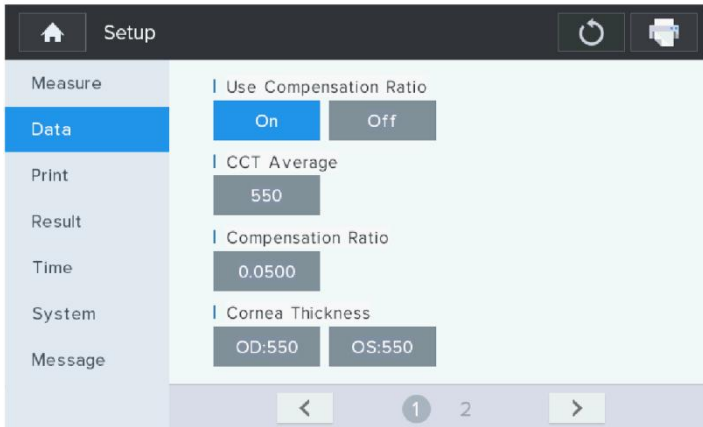 Setup
Measure
Data
Print
Result
Time
System
Message
Use Compensation Ratio
On Off
CCT Average
550
Compensation Ratio
0.0500
Cornea Thickness
OD:550 OS:550
< 1 2 >